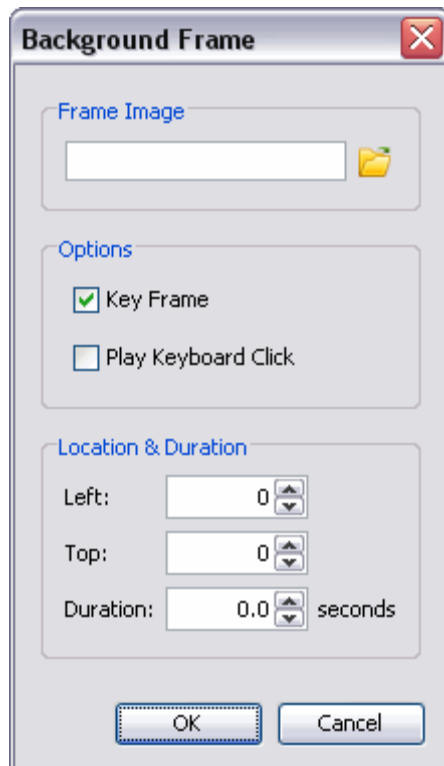 Background Frame
Frame Image
Options
Key Frame
Play Keyboard Click
Location & Duration
Left: 0
Top: 0
Duration: 0.0 seconds
OK Cancel